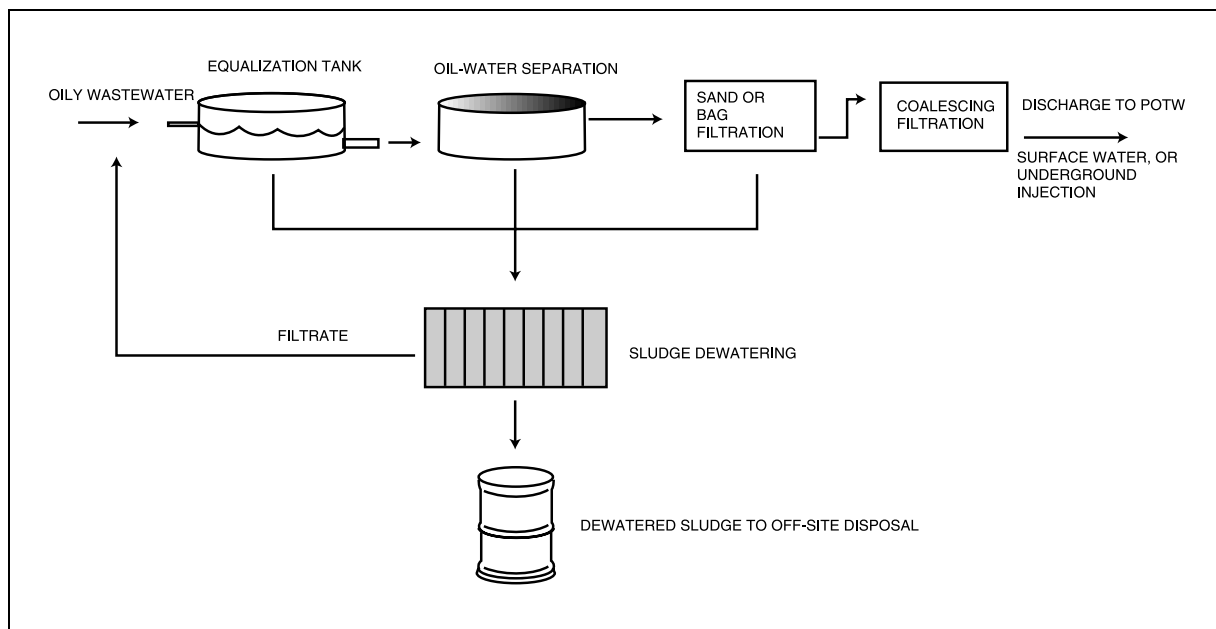 EQUALIZATION TANK
OIL-WATER SEPARATION
OILY WASTEWATER
SAND OR
BAG
FILTRATION
COALESCING
FILTRATION
DISCHARGE TO POTW
SURFACE WATER, OR
UNDERGROUND
INJECTION
FILTRATE
SLUDGE DEWATERING
DEWATERED SLUDGE TO OFF-SITE DISPOSAL